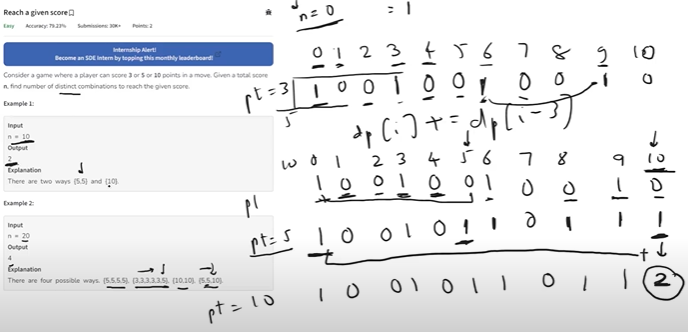 Reach a given score
Easy Accuracy: 79.23% Submissions: 30K+ Points: 2
Internship Alert!
Become an SDE Intern by topping this monthly leaderboard!
Consider a game where a player can score 3 or 5 or 10 points in a move. Given a total score
n, find number of distinct combinations to reach the given score.
Example 1:
Input
n = 10
Output
2
Explanation
There are two ways {5,5} and {10}.
Example 2:
Input
n = 20
Output
4
Explanation
There are four possible ways. {5,5,5,5}, {3,3,3,3,3,5}, {10,10}, {5,5,10}.
n=0 = 1
0 1 2 3 4 5 6 7 8 9 10
pt=3 1 0 0 1 0 0 1 0 0 1 0
5
dp[i] += dp[i-3]
10 0 1 2 3 4 5 6 7 8 9 10
1 0 0 1 0 0 1 0 0 1 0
pt
pt=5 1 0 0 1 0 1 1 0 1 1 1
+
pt=10 1 0 0 1 0 1 1 0 1 1 2